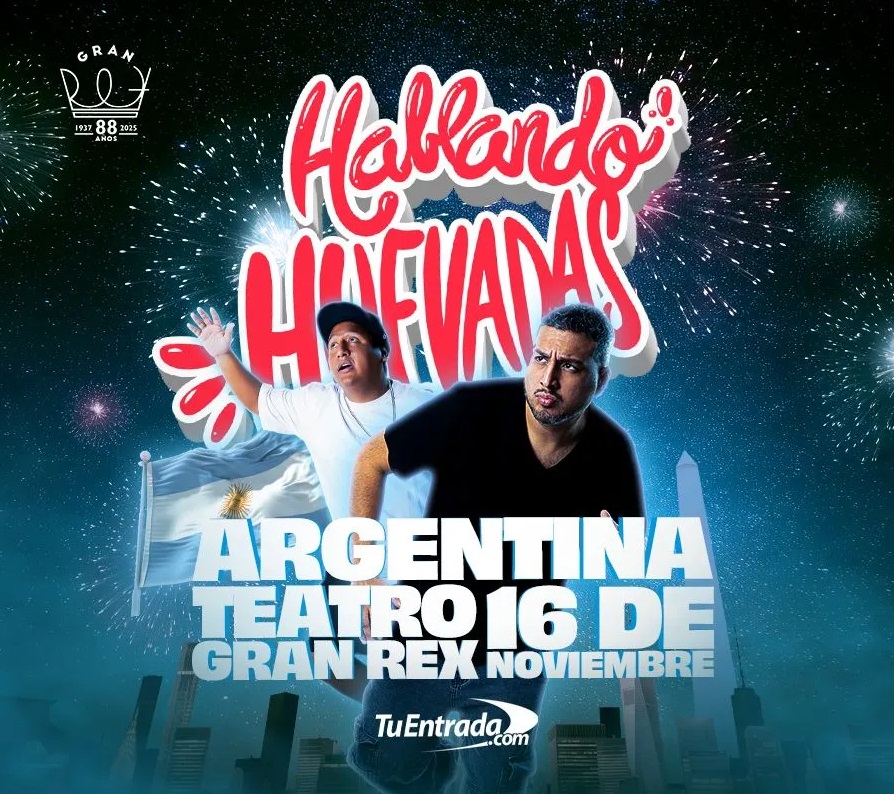 GRAN
REX
1937 88 2025
AÑOS
Hablando
HUEVADAS
ARGENTINA
TEATRO 16 DE
GRAN REX NOVIEMBRE
TuEntrada
.com